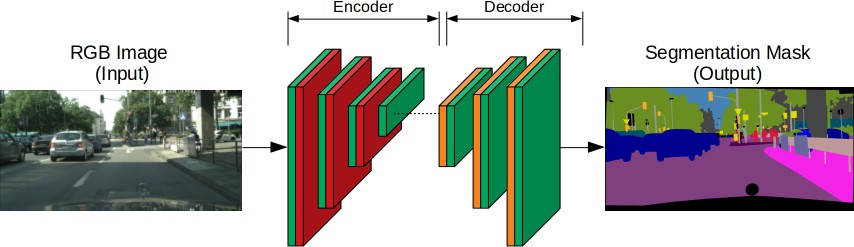 Encoder
Decoder
RGB Image
(Input)
Segmentation Mask
(Output)